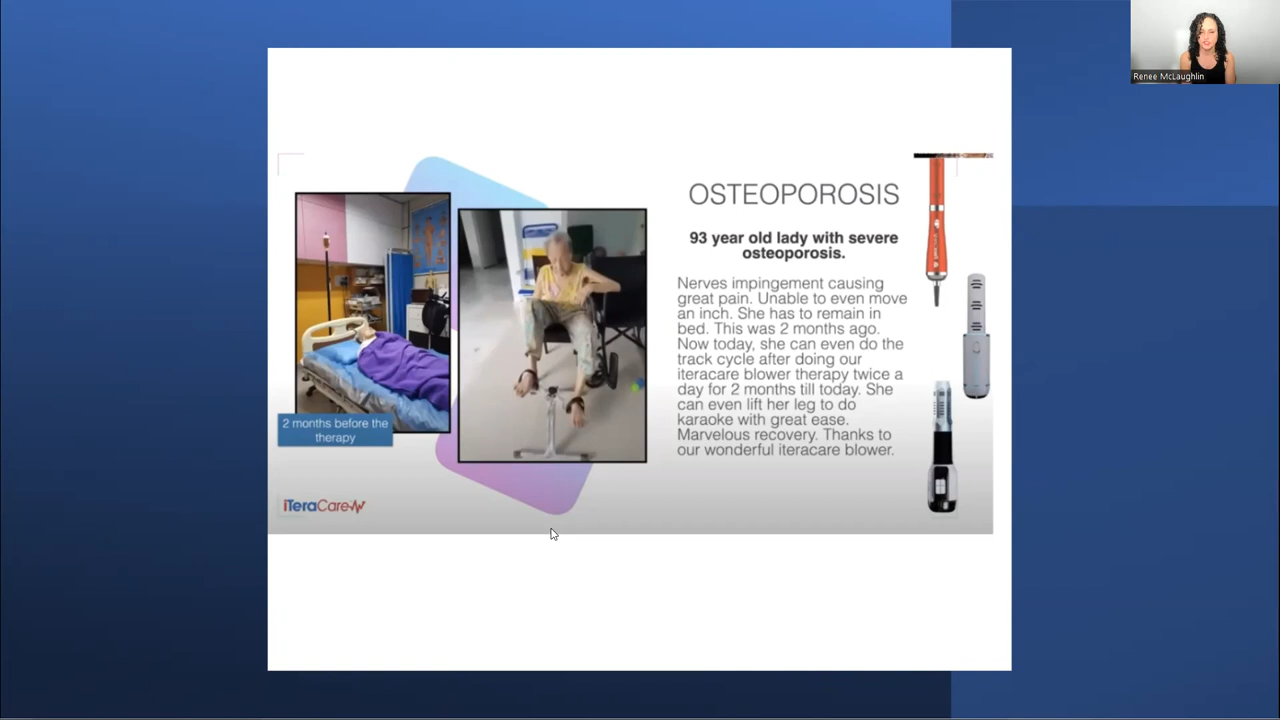 Renee McLaughlin
OSTEOPOROSIS
93 year old lady with severe
osteoporosis.
Nerves impingement causing
great pain. Unable to even move
an inch. She has to remain in
bed. This was 2 months ago.
Now today, she can even do the
track cycle after doing our
iteracare blower therapy twice a
day for 2 months till today. She
can even lift her leg to do
karaoke with great ease.
Marvelous recovery. Thanks to
our wonderful iteracare blower.
2 months before the
therapy
iTeraCare